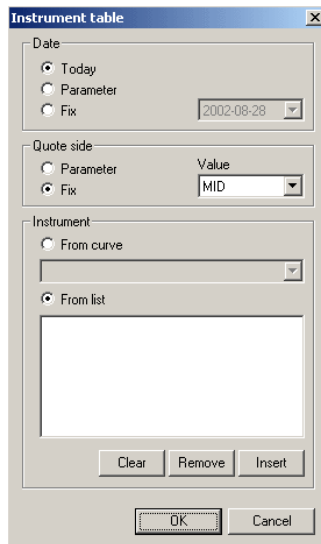 Instrument table
Date
Today
Parameter
Fix 2002-08-28
Quote side
Parameter Value
Fix MID
Instrument
From curve
From list
Clear Remove Insert
OK Cancel